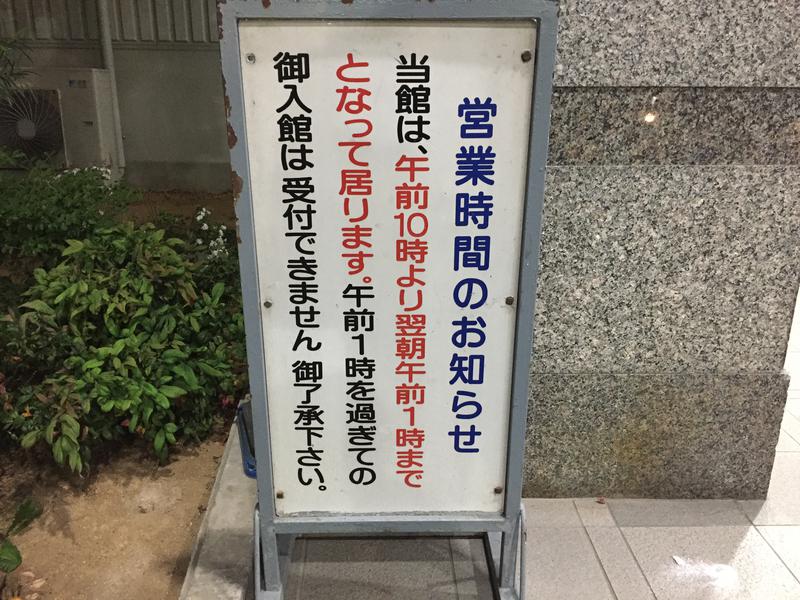 営業時間のお知らせ
当館は、午前10時より翌朝午前1時まで
となって居ります。午前1時を過ぎての
御入館は受付できません 御了承下さい。